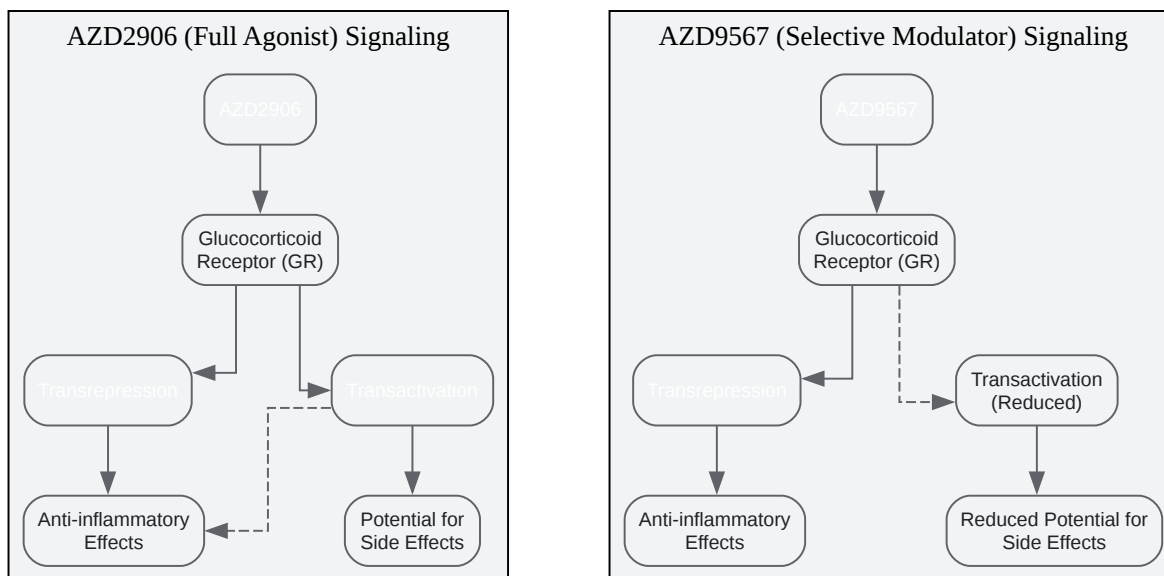 AZD2906 (Full Agonist) Signaling
AZD2906
Glucocorticoid
Receptor (GR)
Transrepression
Transactivation
Anti-inflammatory
Effects
Potential for
Side Effects
AZD9567 (Selective Modulator) Signaling
AZD9567
Glucocorticoid
Receptor (GR)
Transrepression
Transactivation
(Reduced)
Anti-inflammatory
Effects
Reduced Potential for
Side Effects